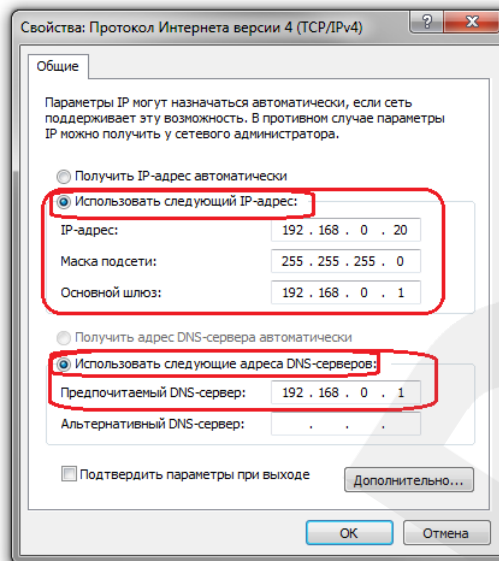 Свойства: Протокол Интернета версии 4 (TCP/IPv4)
Общие
Параметры IP могут назначаться автоматически, если сеть
поддерживает эту возможность. В противном случае параметры
IP можно получить у сетевого администратора.
Получить IP-адрес автоматически
Использовать следующий IP-адрес:
IP-адрес: 192 . 168 . 0 . 20
Маска подсети: 255 . 255 . 255 . 0
Основной шлюз: 192 . 168 . 0 . 1
Получить адрес DNS-сервера автоматически
Использовать следующие адреса DNS-серверов:
Предпочитаемый DNS-сервер: 192 . 168 . 0 . 1
Альтернативный DNS-сервер: . . .
Подтвердить параметры при выходе
Дополнительно...
ОК Отмена